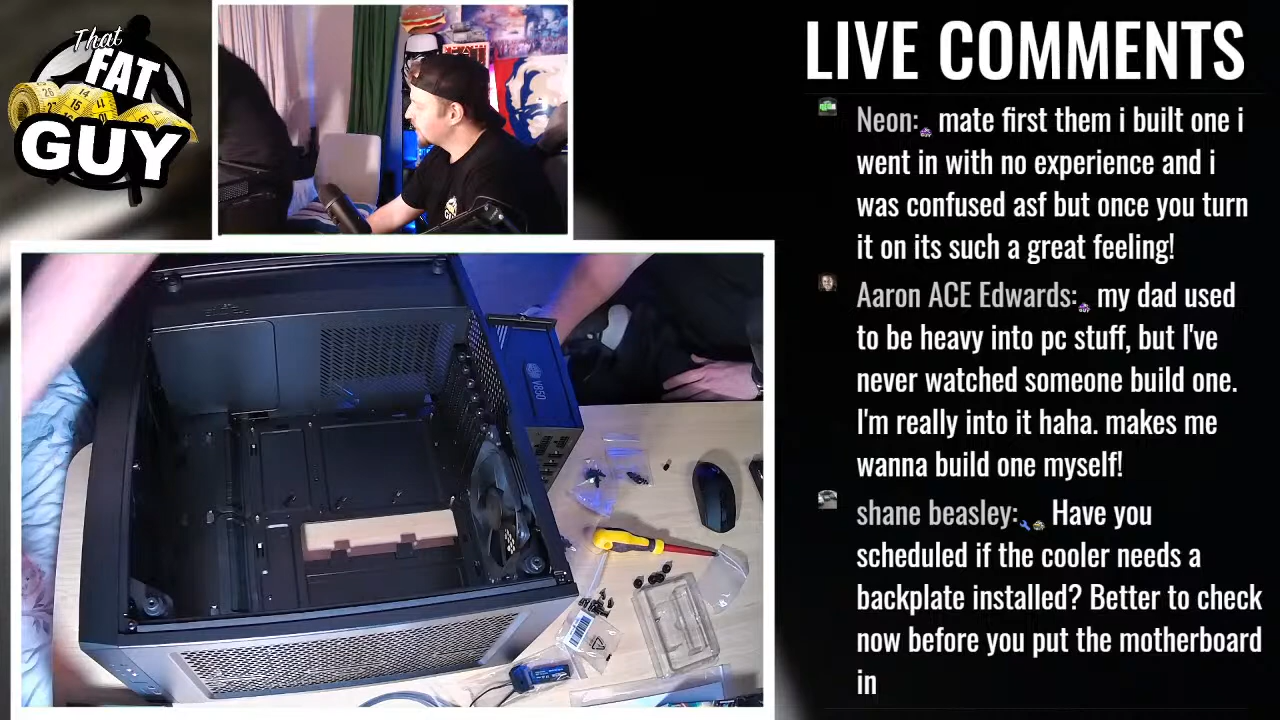 That
FAT
GUY
LIVE COMMENTS
Neon: mate first them i built one i
went in with no experience and i
was confused asf but once you turn
it on its such a great feeling!
Aaron ACE Edwards: my dad used
to be heavy into pc stuff, but I've
never watched someone build one.
I'm really into it haha. makes me
wanna build one myself!
shane beasley: Have you
scheduled if the cooler needs a
backplate installed? Better to check
now before you put the motherboard
in
V850